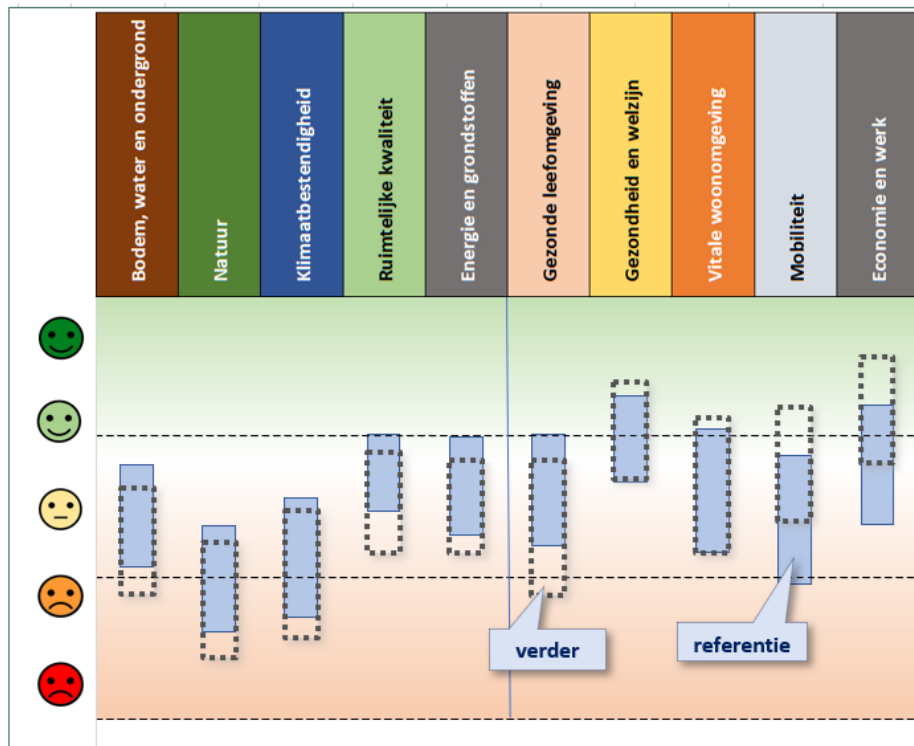 Bodem, water en ondergrond
Natuur
Klimaatbestendigheid
Ruimtelijke kwaliteit
Energie en grondstoffen
Gezonde leefomgeving
Gezondheid en welzijn
Vitale woonomgeving
Mobiliteit
Economie en werk
verder
referentie